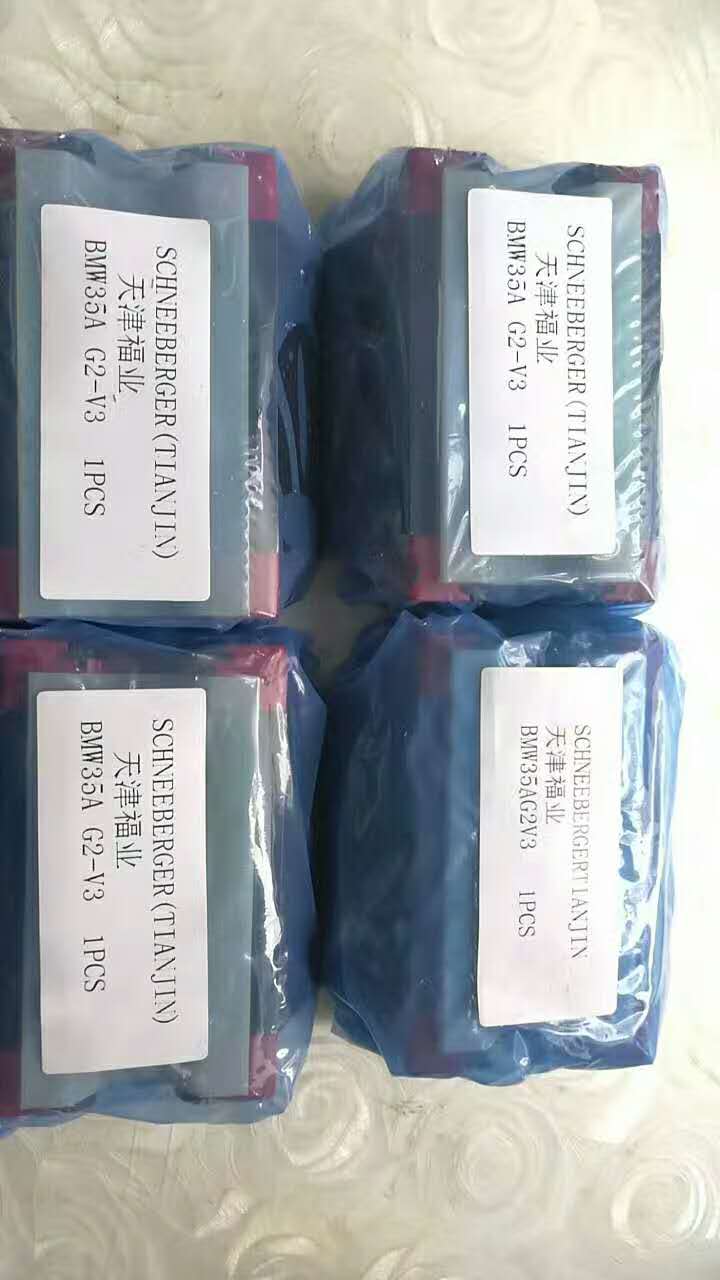 SCHNEEBERGER(TIANJIN)
天津福业
BMW35A G2-V3 1PCS
SCHNEEBERGER(TIANJIN)
天津福业
BMW35A G2-V3 1PCS
SCHNEEBERGER(TIANJIN)
天津福业
BMW35A G2-V3 1PCS
SCHNEEBERGERTIANJIN
天津福业
BMW35AG2V3 1PCS